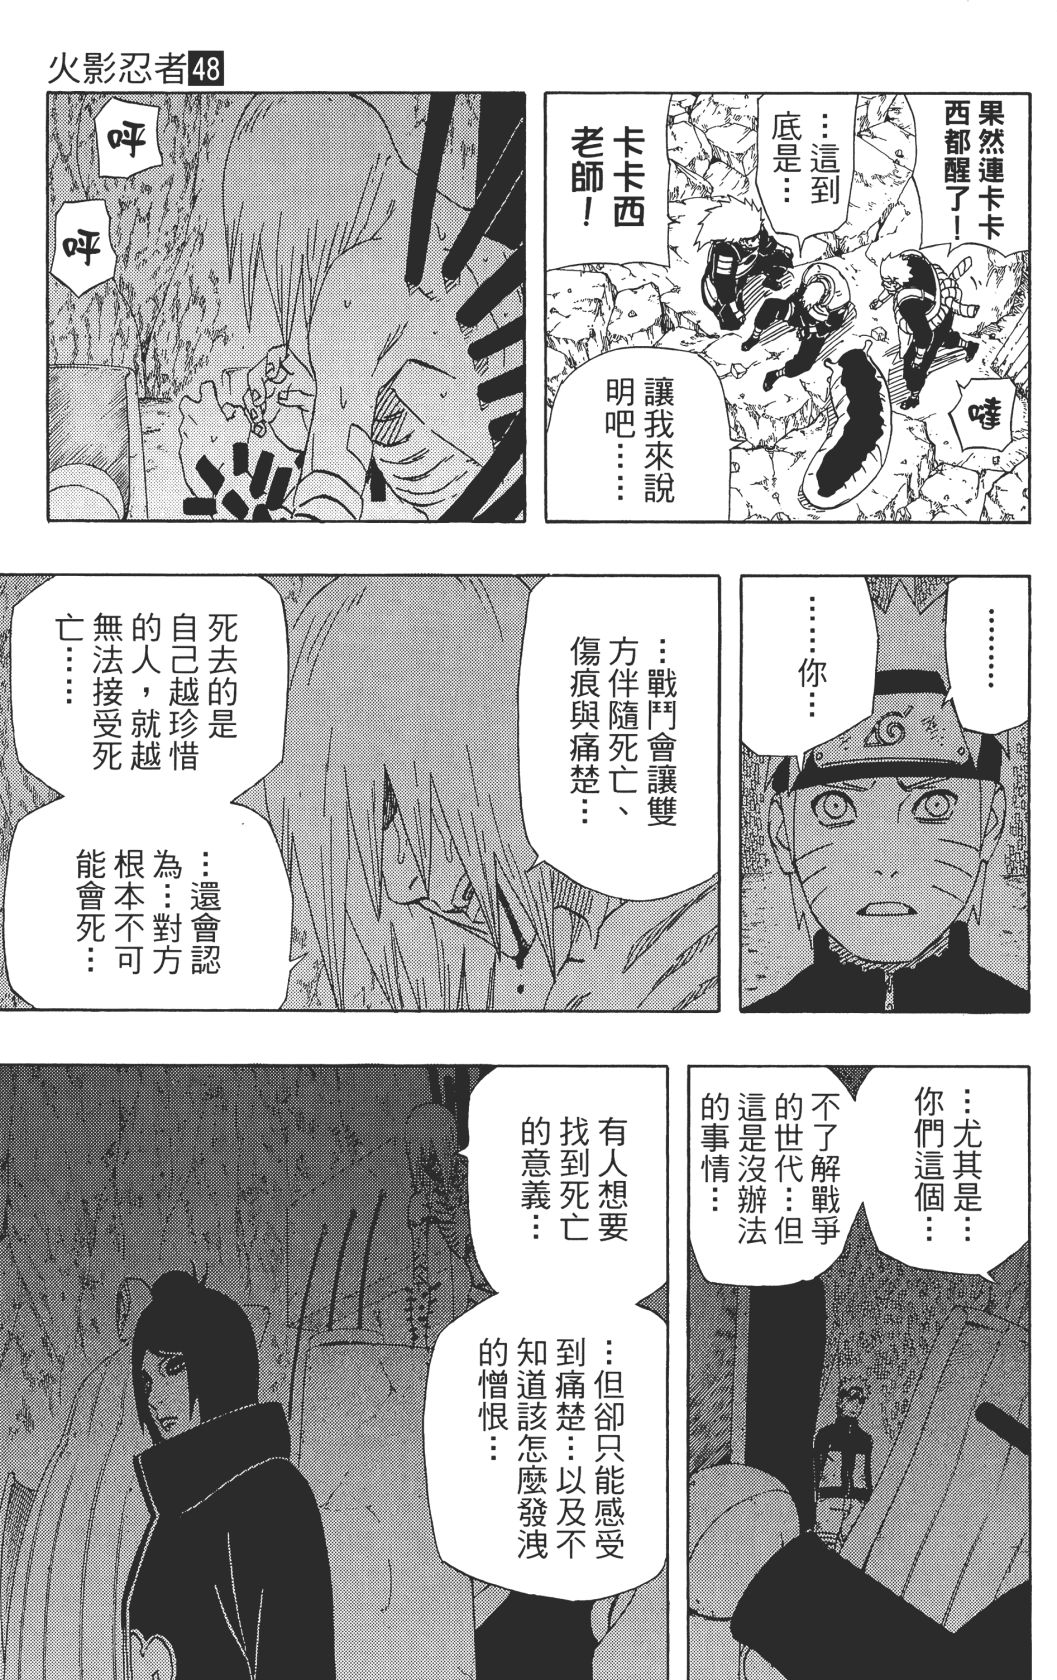 火影忍者48
果然連卡卡
西都醒了！
…這到
底是…
卡卡西
老師！
哇
讓我來說
明吧……
呼
呼
………
………你…
…戰鬥會讓雙
方伴隨死亡、
傷痕與痛楚…
死去的是
自己越珍惜
的人，就越
無法接受死
亡……
…還會認
為…對方
根本不可
能會死…
…尤其是…
你們這個…
不了解戰爭
的世代…但
這是沒辦法
的事情…
有人想要
找到死亡
的意義…
…但卻只能感受
到痛楚…以及不
知道該怎麼發洩
的憎恨…